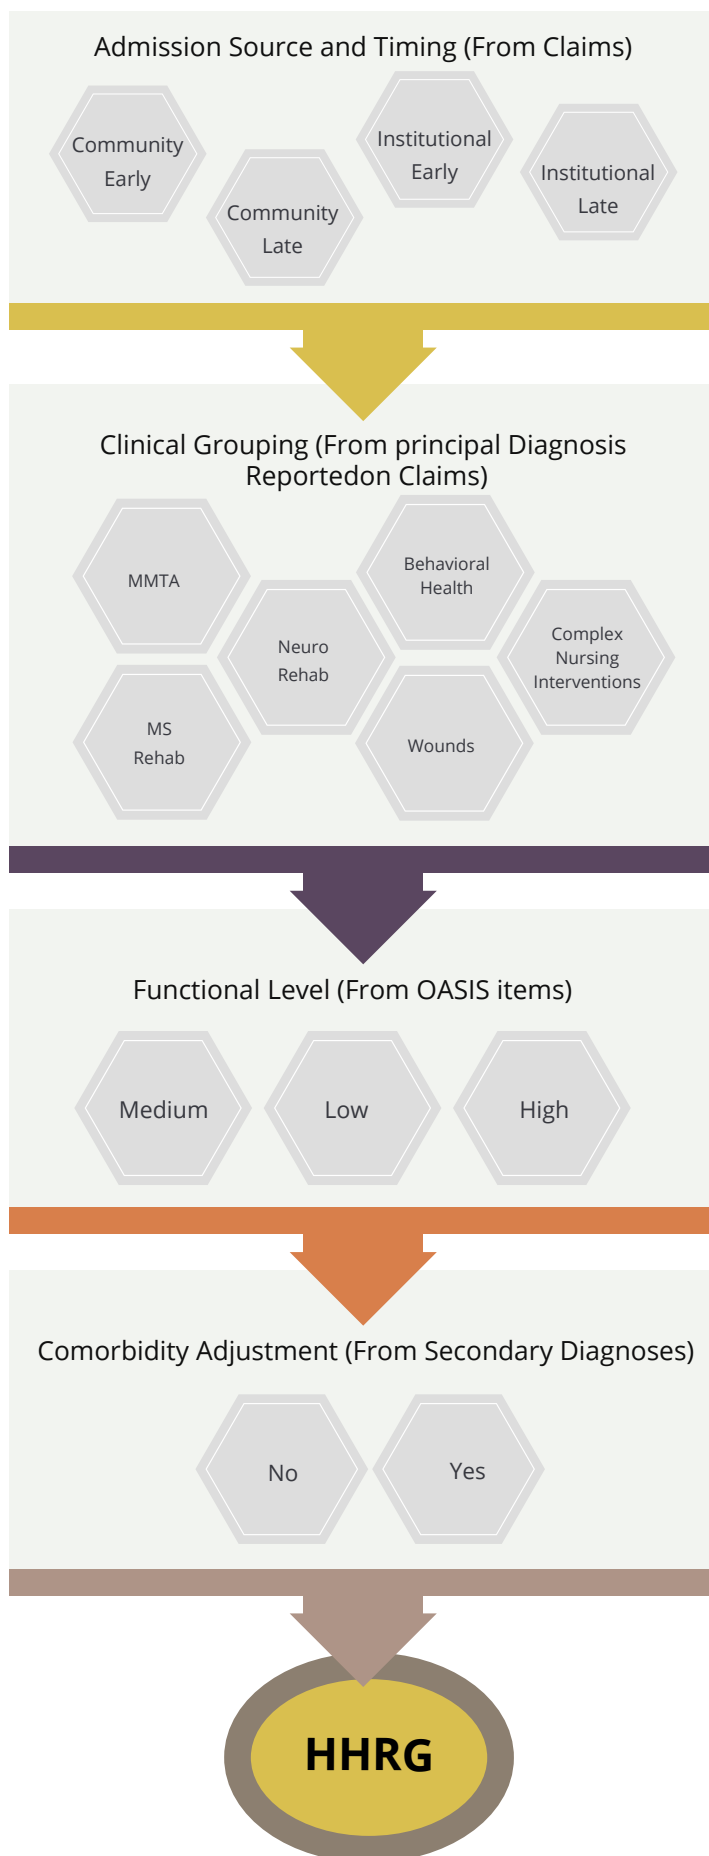 Admission Source and Timing (From Claims)
Community
Early
Community
Late
Institutional
Early
Institutional
Late
Clinical Grouping (From principal Diagnosis
Reportedon Claims)
MMTA
Neuro
Rehab
Behavioral
Health
Complex
Nursing
Interventions
MS
Rehab
Wounds
Functional Level (From OASIS items)
Medium
Low
High
Comorbidity Adjustment (From Secondary Diagnoses)
No
Yes
HHRG